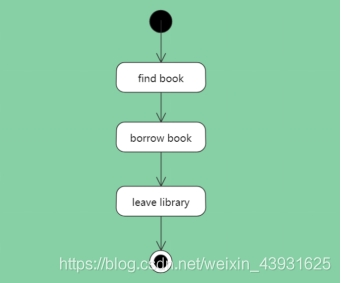 find book
borrow book
leave library
https://blog.csdn.net/weixin_43931625